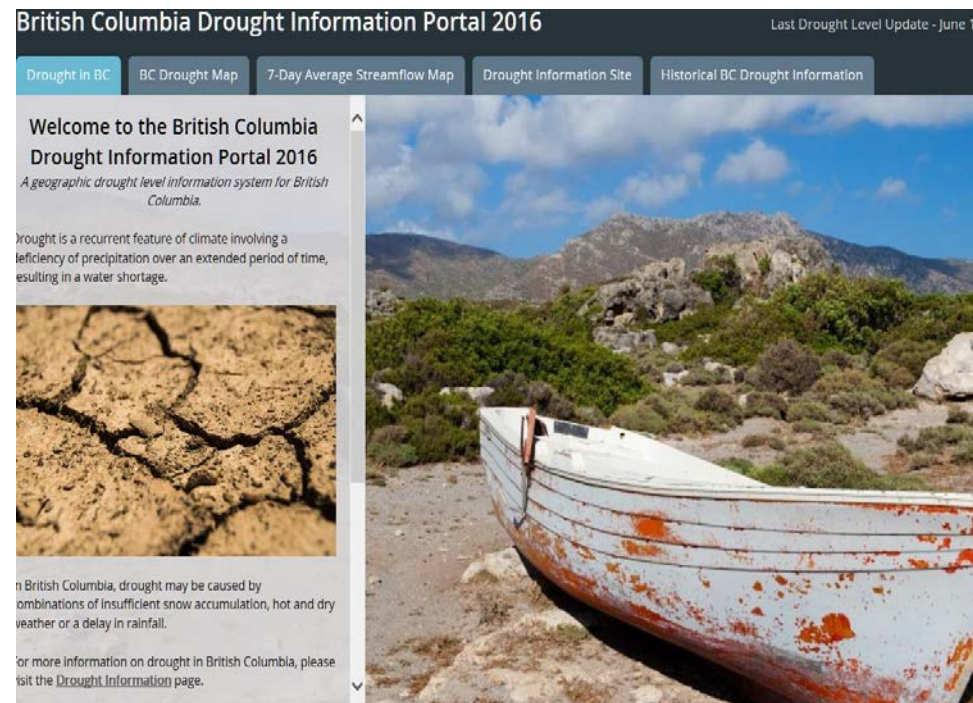 British Columbia Drought Information Portal 2016
Last Drought Level Update - June 1
Drought in BC
BC Drought Map
7-Day Average Streamflow Map
Drought Information Site
Historical BC Drought Information
Welcome to the British Columbia
Drought Information Portal 2016
A geographic drought level information system for British
Columbia.
Drought is a recurrent feature of climate involving a
deficiency of precipitation over an extended period of time,
resulting in a water shortage.
n British Columbia, drought may be caused by
ombinations of insufficient snow accumulation, hot and dry
weather or a delay in rainfall.
or more information on drought in British Columbia, please
visit the Drought Information page.